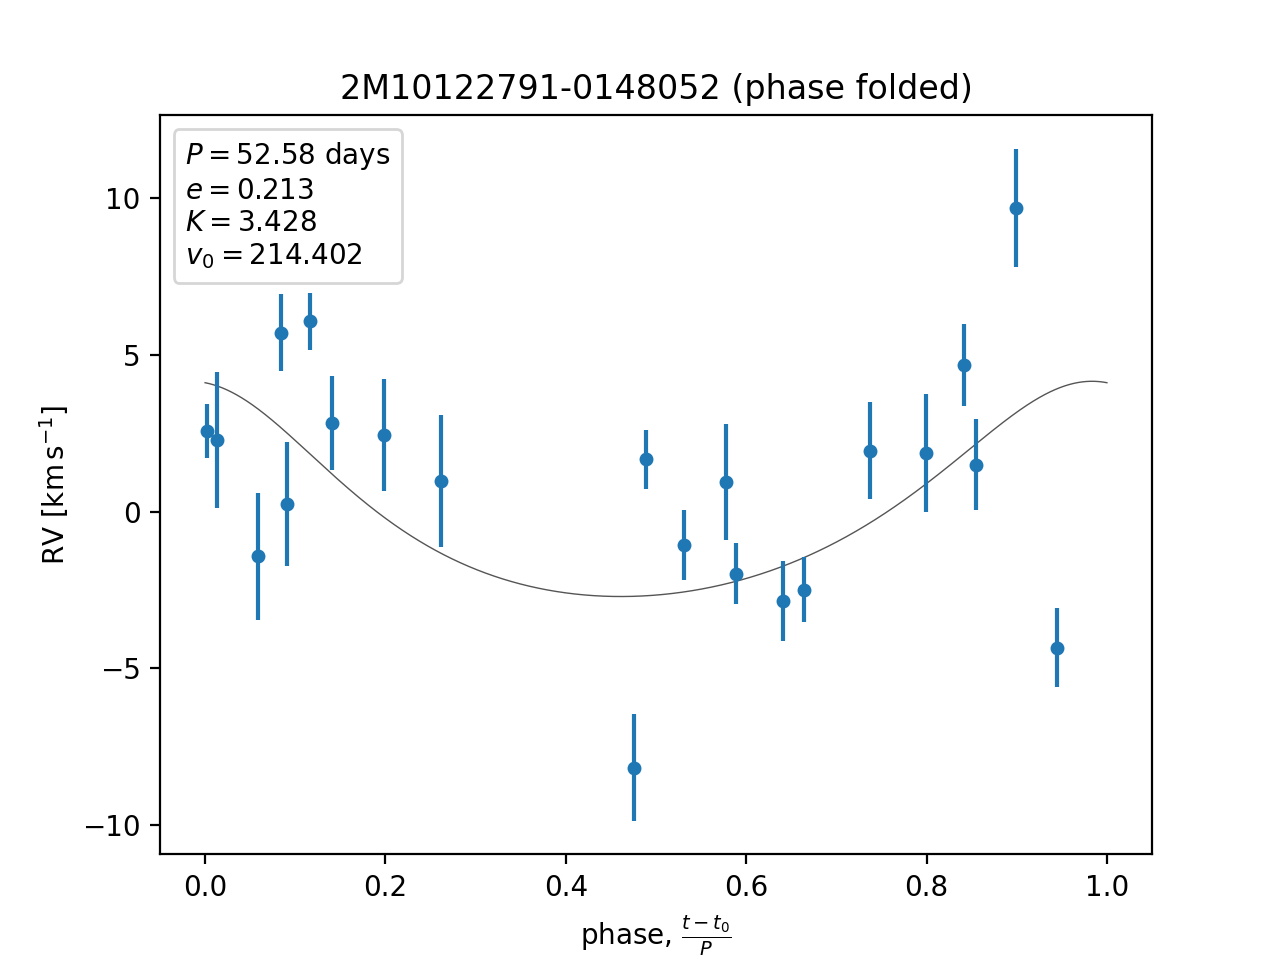 2M10122791-0148052 (phase folded)
P = 52.58 days
e = 0.213
K = 3.428
v₀ = 214.402
RV [km s⁻¹]
10
5
0
−5
−10
0.0 0.2 0.4 0.6 0.8 1.0
phase, (t − t₀)/P